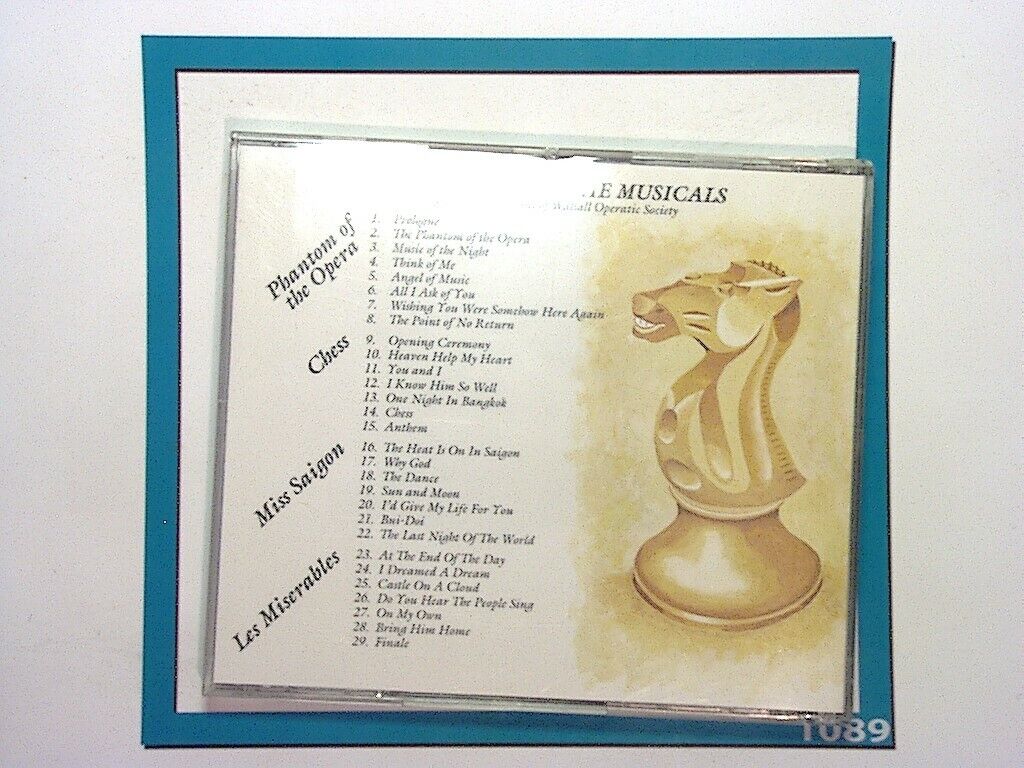 THE MUSICALS
Walsall Operatic Society
Phantom of
the Opera
1. Prologue
2. The Phantom of the Opera
3. Music of the Night
4. Think of Me
5. Angel of Music
6. All I Ask of You
7. Wishing You Were Somehow Here Again
8. The Point of No Return
Chess
9. Opening Ceremony
10. Heaven Help My Heart
11. You and I
12. I Know Him So Well
13. One Night In Bangkok
14. Chess
15. Anthem
Miss Saigon
16. The Heat Is On In Saigon
17. Why God
18. The Dance
19. Sun and Moon
20. I'd Give My Life For You
21. Bui-Doi
22. The Last Night Of The World
Les Miserables
23. At The End Of The Day
24. I Dreamed A Dream
25. Castle On A Cloud
26. Do You Hear The People Sing
27. On My Own
28. Bring Him Home
29. Finale
1089